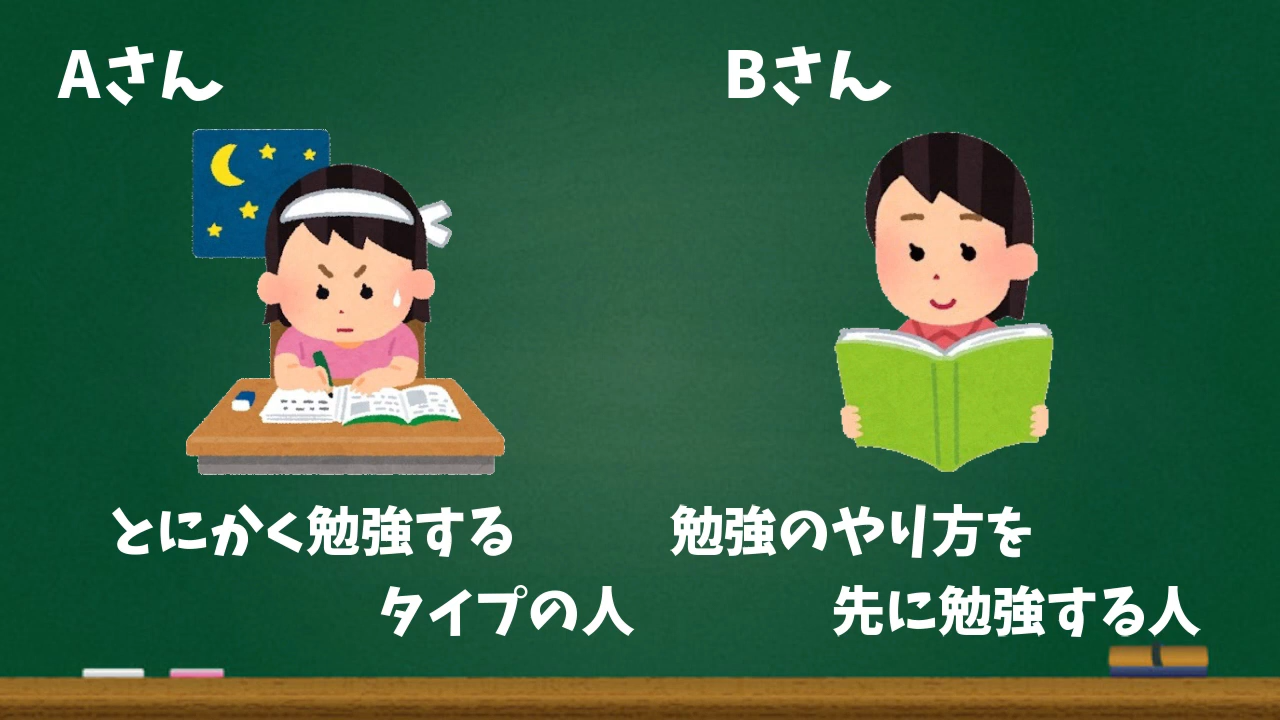 Aさん
とにかく勉強する
タイプの人
Bさん
勉強のやり方を
先に勉強する人